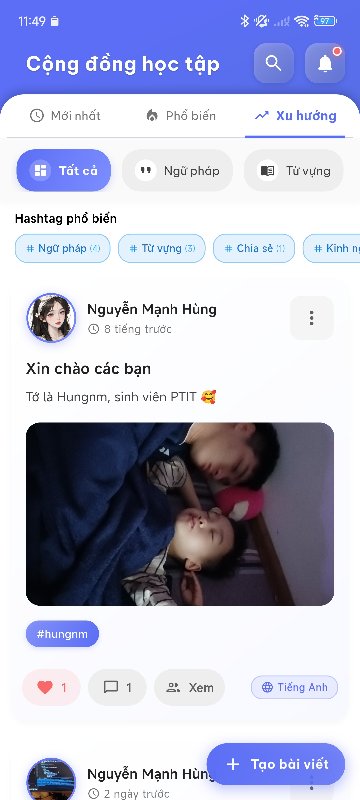 11:49
97
Cộng đồng học tập
Mới nhất
Phổ biến
Xu hướng
Tất cả
Ngữ pháp
Từ vựng
Hashtag phổ biến
# Ngữ pháp (4)
# Từ vựng (3)
# Chia sẻ (1)
# Kinh n
Nguyễn Mạnh Hùng
8 tiếng trước
Xin chào các bạn
Tớ là Hungnm, sinh viên PTIT 🥰
#hungnm
1
1
Xem
Tiếng Anh
Nguyễn Mạnh Hùng
2 ngày trước
+ Tạo bài viết